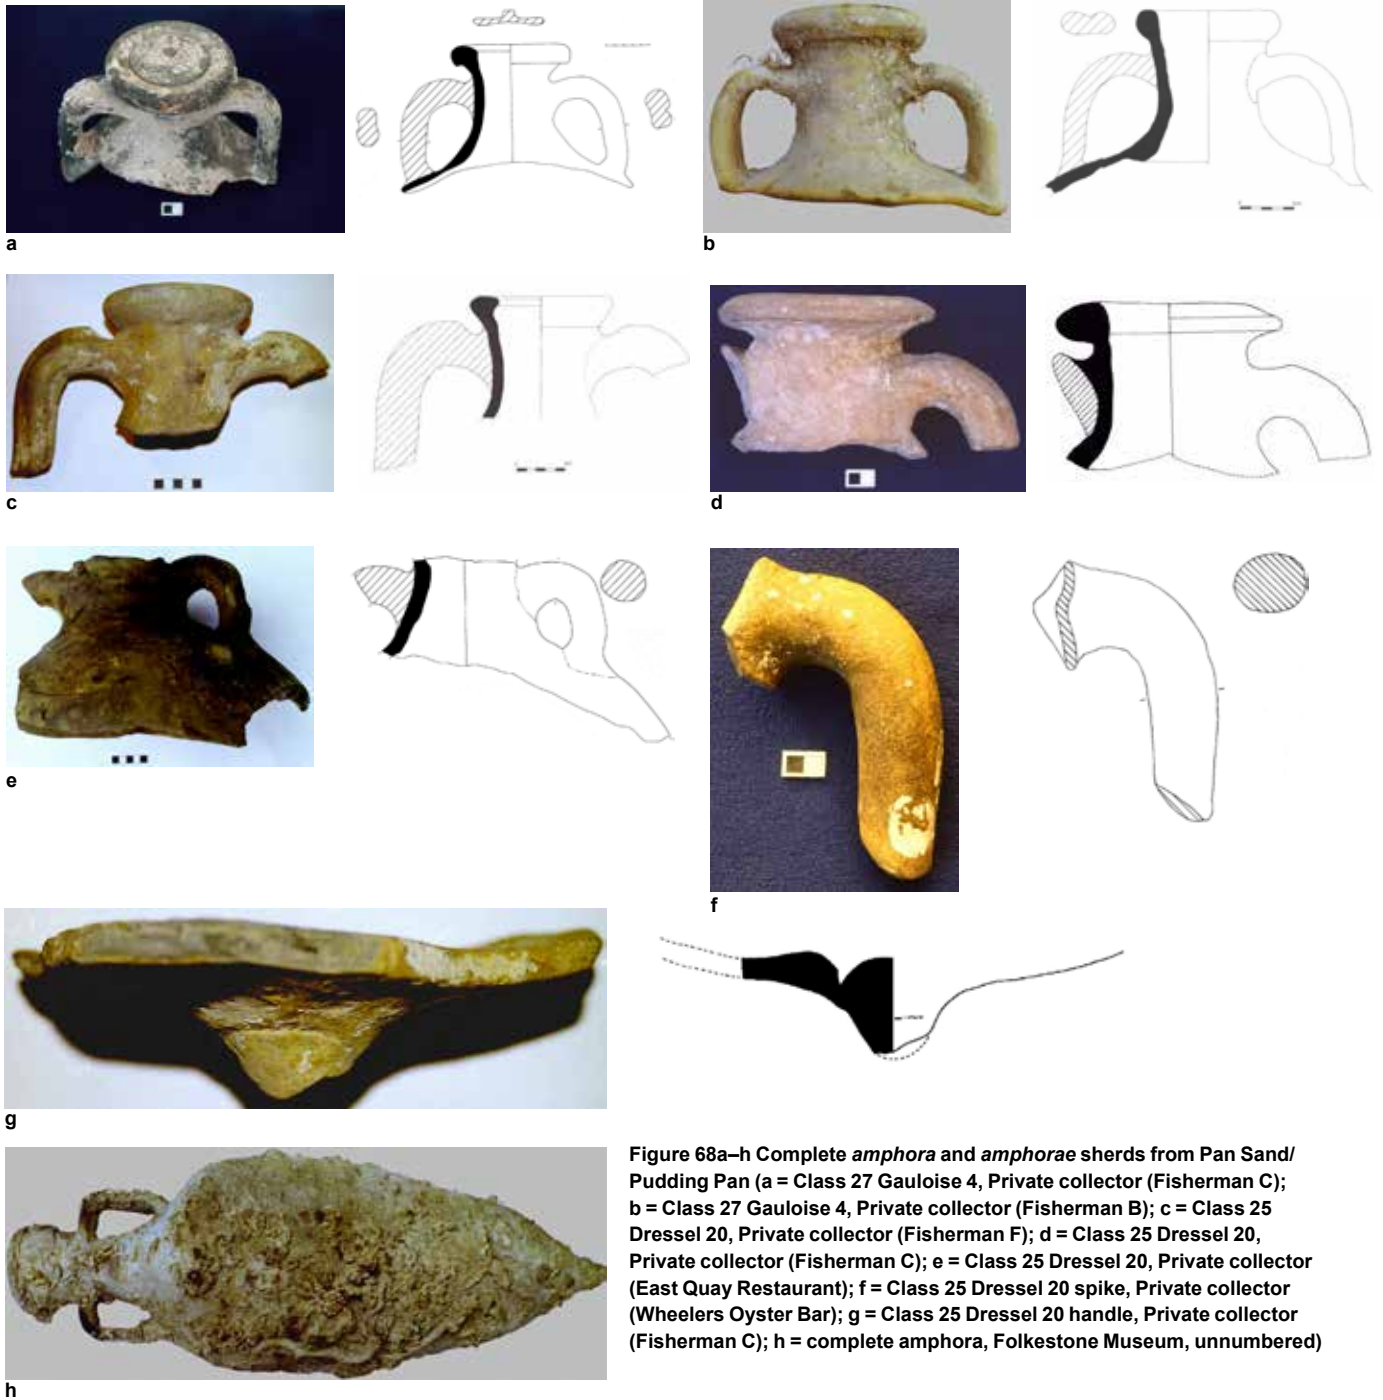 a
b
c
d
e
f
g
h
Figure 68a–h Complete amphora and amphorae sherds from Pan Sand/
Pudding Pan (a = Class 27 Gauloise 4, Private collector (Fisherman C);
b = Class 27 Gauloise 4, Private collector (Fisherman B); c = Class 25
Dressel 20, Private collector (Fisherman F); d = Class 25 Dressel 20,
Private collector (Fisherman C); e = Class 25 Dressel 20, Private collector
(East Quay Restaurant); f = Class 25 Dressel 20 spike, Private collector
(Wheelers Oyster Bar); g = Class 25 Dressel 20 handle, Private collector
(Fisherman C); h = complete amphora, Folkestone Museum, unnumbered)